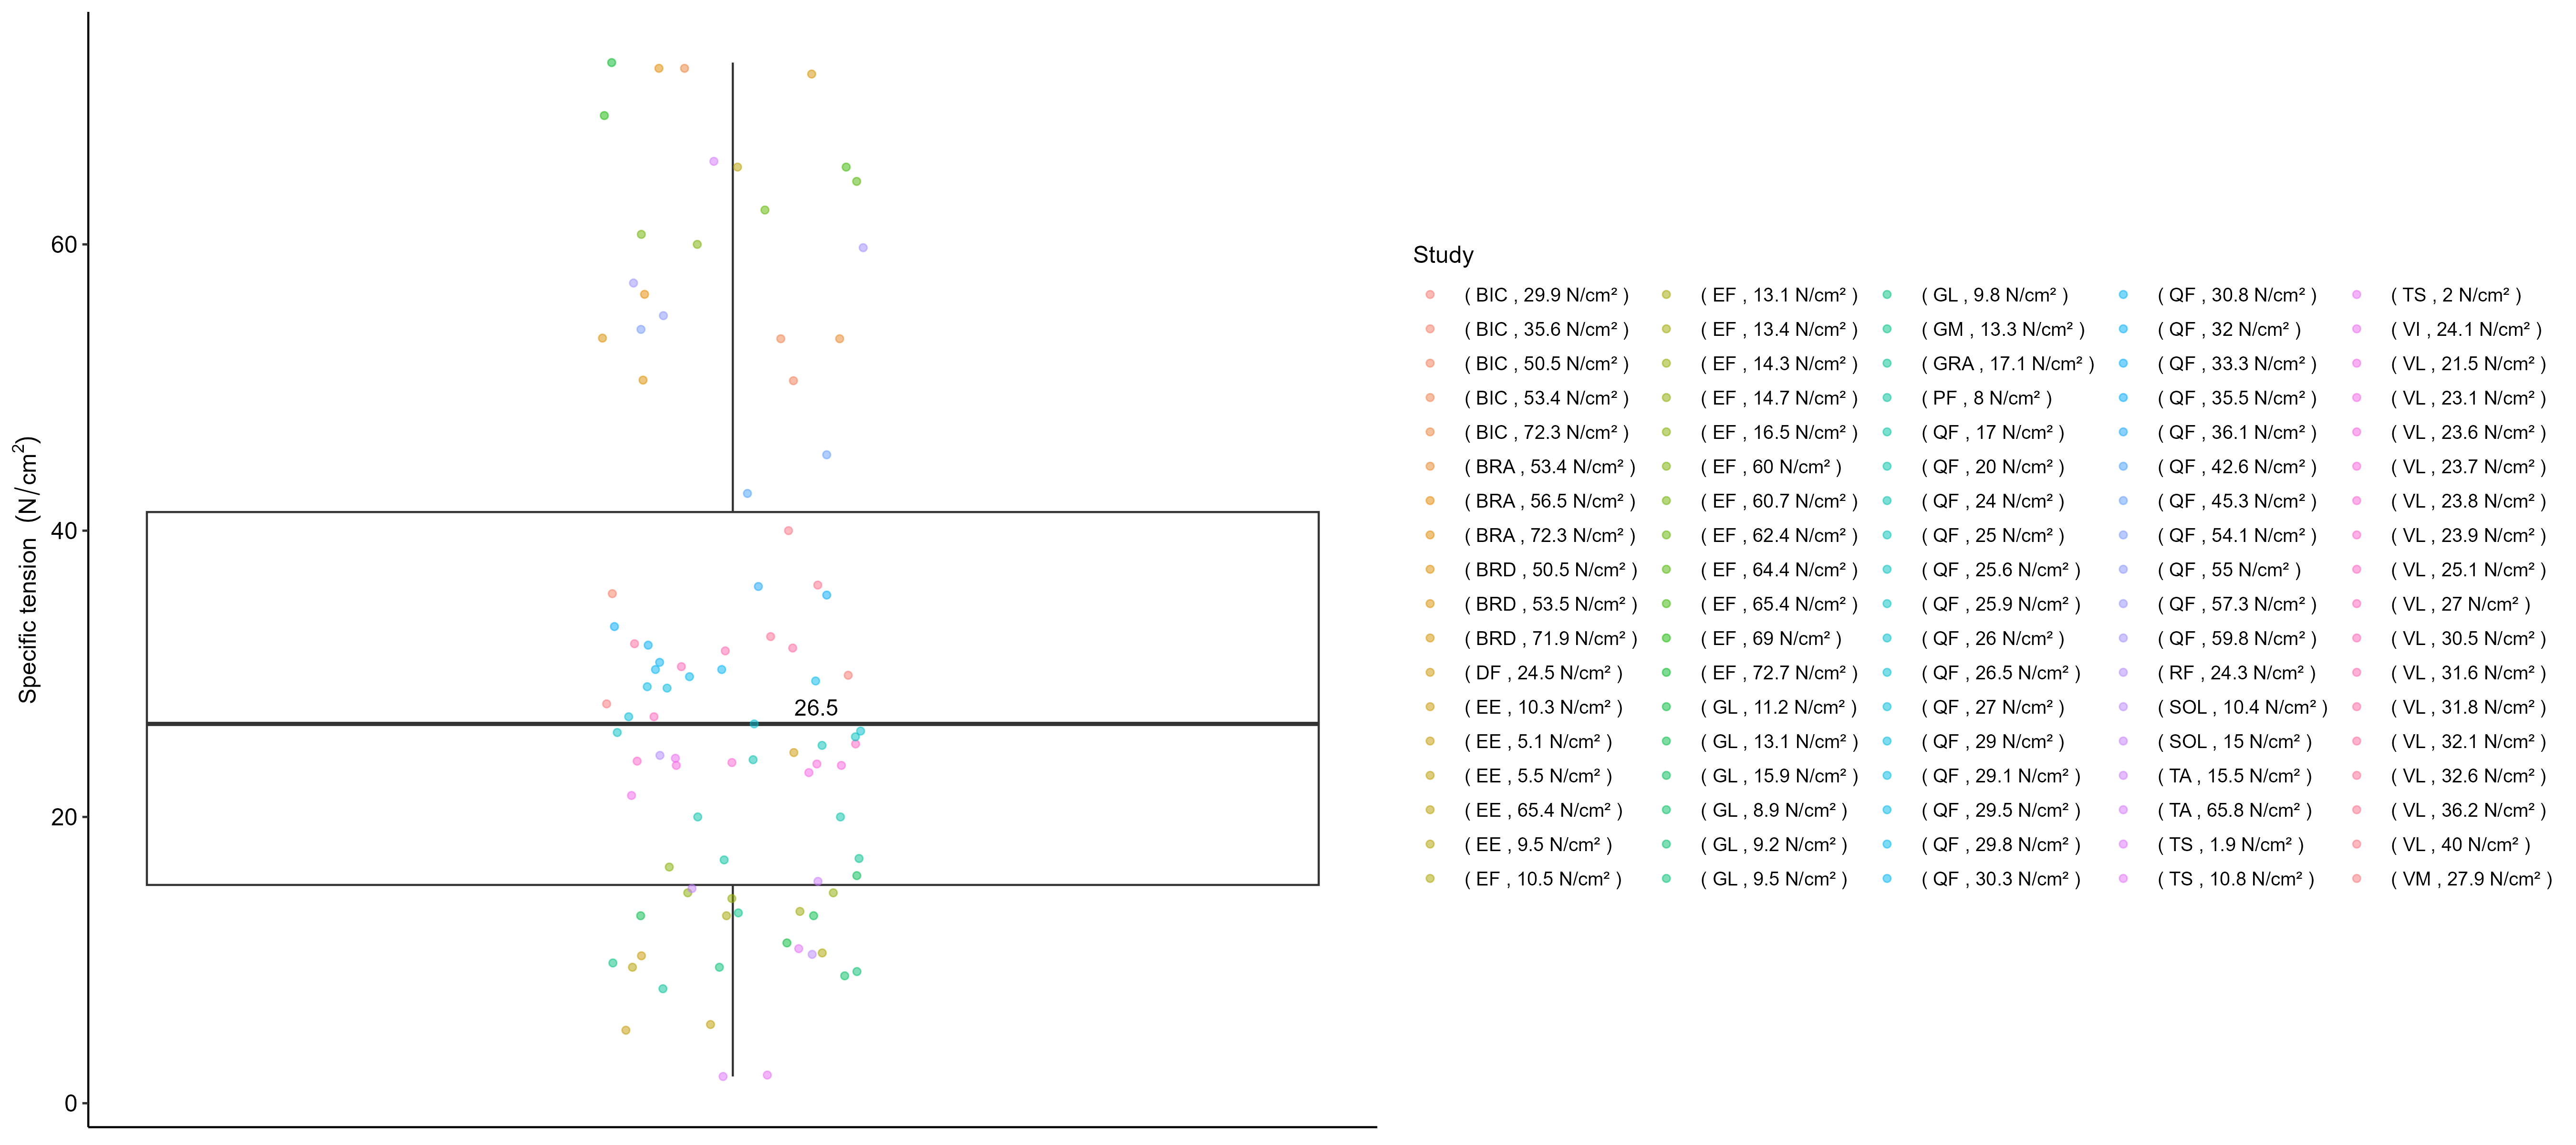 Specific tension (N/cm²)
60
40
20
0
26.5
Study
( BIC , 29.9 N/cm² )
( BIC , 35.6 N/cm² )
( BIC , 50.5 N/cm² )
( BIC , 53.4 N/cm² )
( BIC , 72.3 N/cm² )
( BRA , 53.4 N/cm² )
( BRA , 56.5 N/cm² )
( BRA , 72.3 N/cm² )
( BRD , 50.5 N/cm² )
( BRD , 53.5 N/cm² )
( BRD , 71.9 N/cm² )
( DF , 24.5 N/cm² )
( EE , 10.3 N/cm² )
( EE , 5.1 N/cm² )
( EE , 5.5 N/cm² )
( EE , 65.4 N/cm² )
( EE , 9.5 N/cm² )
( EF , 10.5 N/cm² )
( EF , 13.1 N/cm² )
( EF , 13.4 N/cm² )
( EF , 14.3 N/cm² )
( EF , 14.7 N/cm² )
( EF , 16.5 N/cm² )
( EF , 60 N/cm² )
( EF , 60.7 N/cm² )
( EF , 62.4 N/cm² )
( EF , 64.4 N/cm² )
( EF , 65.4 N/cm² )
( EF , 69 N/cm² )
( EF , 72.7 N/cm² )
( GL , 11.2 N/cm² )
( GL , 13.1 N/cm² )
( GL , 15.9 N/cm² )
( GL , 8.9 N/cm² )
( GL , 9.2 N/cm² )
( GL , 9.5 N/cm² )
( GL , 9.8 N/cm² )
( GM , 13.3 N/cm² )
( GRA , 17.1 N/cm² )
( PF , 8 N/cm² )
( QF , 17 N/cm² )
( QF , 20 N/cm² )
( QF , 24 N/cm² )
( QF , 25 N/cm² )
( QF , 25.6 N/cm² )
( QF , 25.9 N/cm² )
( QF , 26 N/cm² )
( QF , 26.5 N/cm² )
( QF , 27 N/cm² )
( QF , 29 N/cm² )
( QF , 29.1 N/cm² )
( QF , 29.5 N/cm² )
( QF , 29.8 N/cm² )
( QF , 30.3 N/cm² )
( QF , 30.8 N/cm² )
( QF , 32 N/cm² )
( QF , 33.3 N/cm² )
( QF , 35.5 N/cm² )
( QF , 36.1 N/cm² )
( QF , 42.6 N/cm² )
( QF , 45.3 N/cm² )
( QF , 54.1 N/cm² )
( QF , 55 N/cm² )
( QF , 57.3 N/cm² )
( QF , 59.8 N/cm² )
( RF , 24.3 N/cm² )
( SOL , 10.4 N/cm² )
( SOL , 15 N/cm² )
( TA , 15.5 N/cm² )
( TA , 65.8 N/cm² )
( TS , 1.9 N/cm² )
( TS , 10.8 N/cm² )
( TS , 2 N/cm² )
( VI , 24.1 N/cm² )
( VL , 21.5 N/cm² )
( VL , 23.1 N/cm² )
( VL , 23.6 N/cm² )
( VL , 23.7 N/cm² )
( VL , 23.8 N/cm² )
( VL , 23.9 N/cm² )
( VL , 25.1 N/cm² )
( VL , 27 N/cm² )
( VL , 30.5 N/cm² )
( VL , 31.6 N/cm² )
( VL , 31.8 N/cm² )
( VL , 32.1 N/cm² )
( VL , 32.6 N/cm² )
( VL , 36.2 N/cm² )
( VL , 40 N/cm² )
( VM , 27.9 N/cm² )